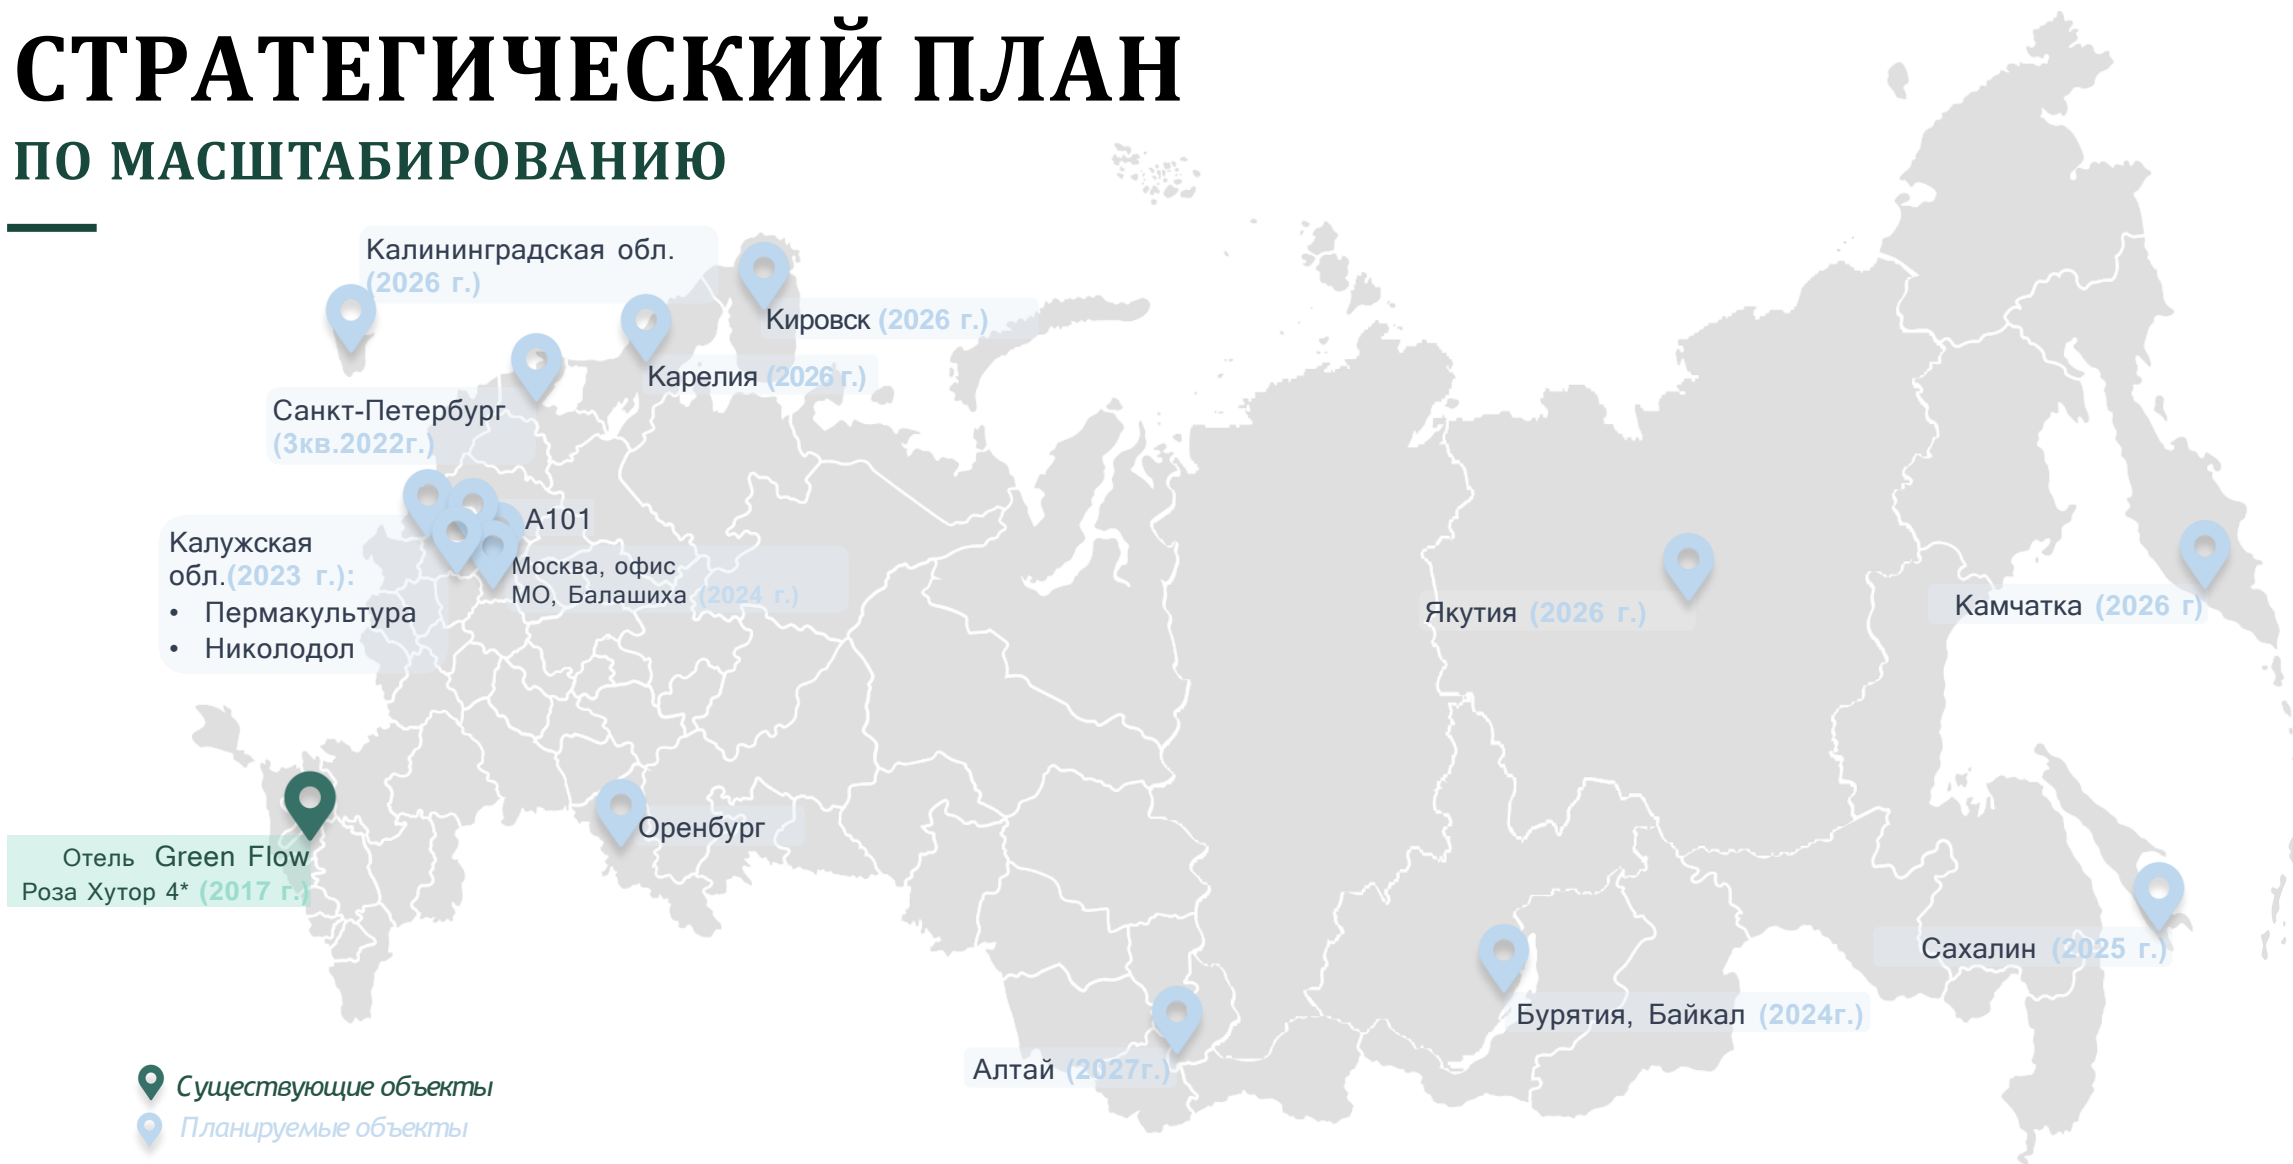 СТРАТЕГИЧЕСКИЙ ПЛАН
ПО МАСШТАБИРОВАНИЮ
Калининградская обл.
(2026 г.)
Кировск (2026 г.)
Карелия (2026 г.)
Санкт-Петербург
(3кв.2022г.)
А101
Москва, офис
МО, Балашиха (2024 г.)
Калужская
обл.(2023 г.):
• Пермакультура
• Николодол
Якутия (2026 г.)
Камчатка (2026 г)
Оренбург
Отель Green Flow
Роза Хутор 4* (2017 г.)
Сахалин (2025 г.)
Бурятия, Байкал (2024г.)
Алтай (2027г.)
Существующие объекты
Планируемые объекты